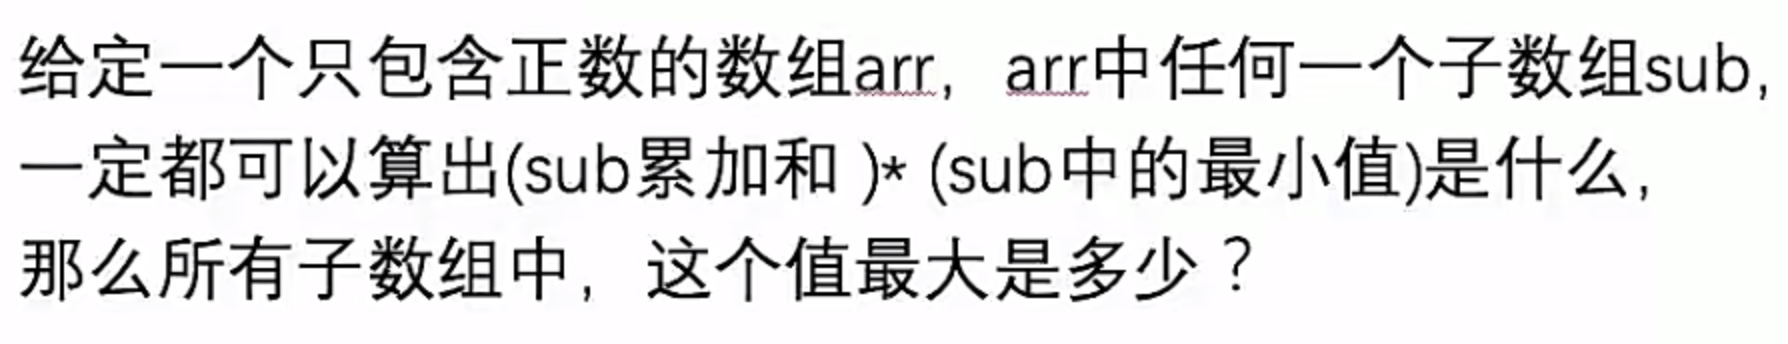 给定一个只包含正数的数组arr，arr中任何一个子数组sub，
一定都可以算出(sub累加和 )* (sub中的最小值)是什么，
那么所有子数组中，这个值最大是多少？